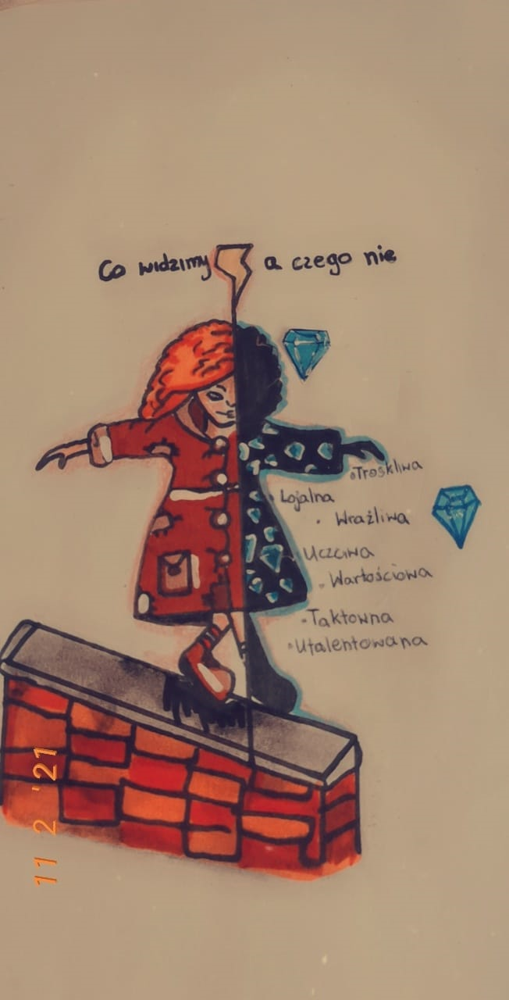 Co widzimy a czego nie
Troskliwa
Lojalna
Wrażliwa
Uczciwa
Wartościowa
Taktowna
Utalentowana
11 2 '21